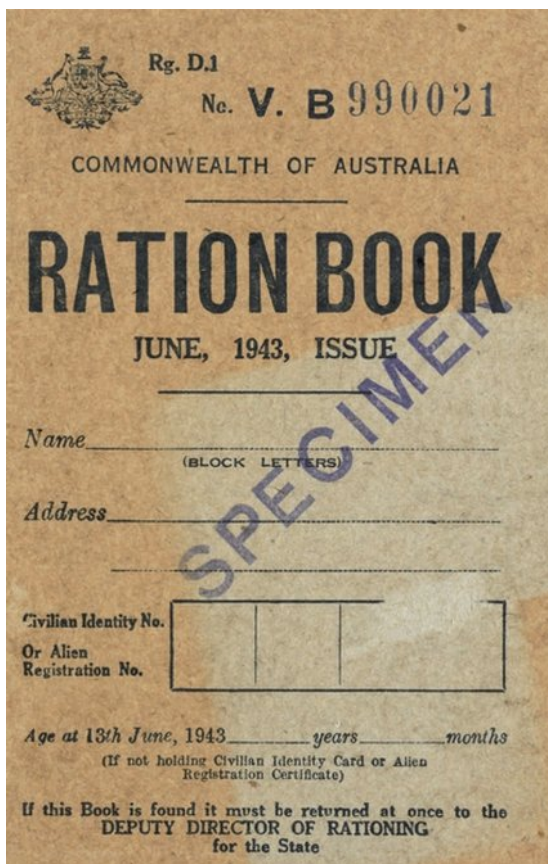 Rg. D.1
No. V. B 990021
COMMONWEALTH OF AUSTRALIA
RATION BOOK
JUNE, 1943, ISSUE
SPECIMEN
Name
(BLOCK LETTERS)
Address
Civilian Identity No.
Or Alien
Registration No.
Age at 13th June, 1943 years months
(If not holding Civilian Identity Card or Alien
Registration Certificate)
If this Book is found it must be returned at once to the
DEPUTY DIRECTOR OF RATIONING
for the State